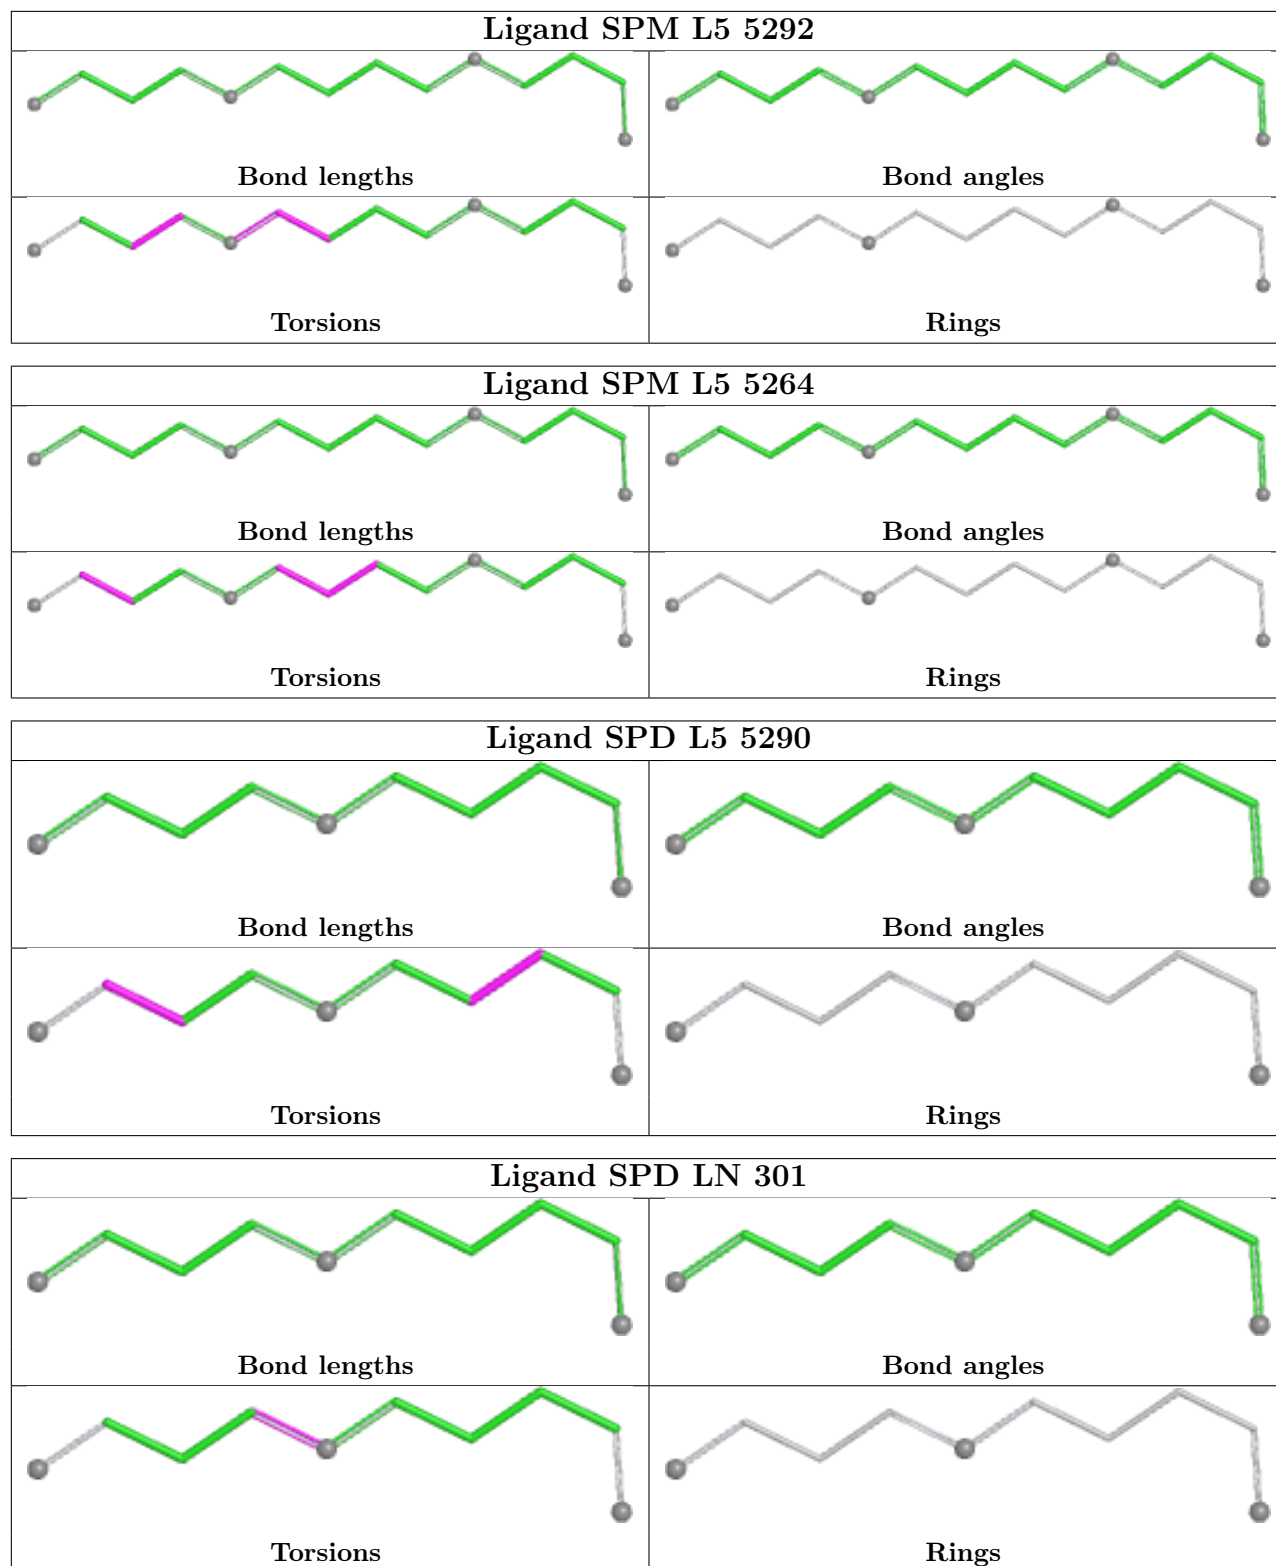 Ligand SPM L5 5292
Bond lengths
Bond angles
Torsions
Rings
Ligand SPM L5 5264
Bond lengths
Bond angles
Torsions
Rings
Ligand SPD L5 5290
Bond lengths
Bond angles
Torsions
Rings
Ligand SPD LN 301
Bond lengths
Bond angles
Torsions
Rings